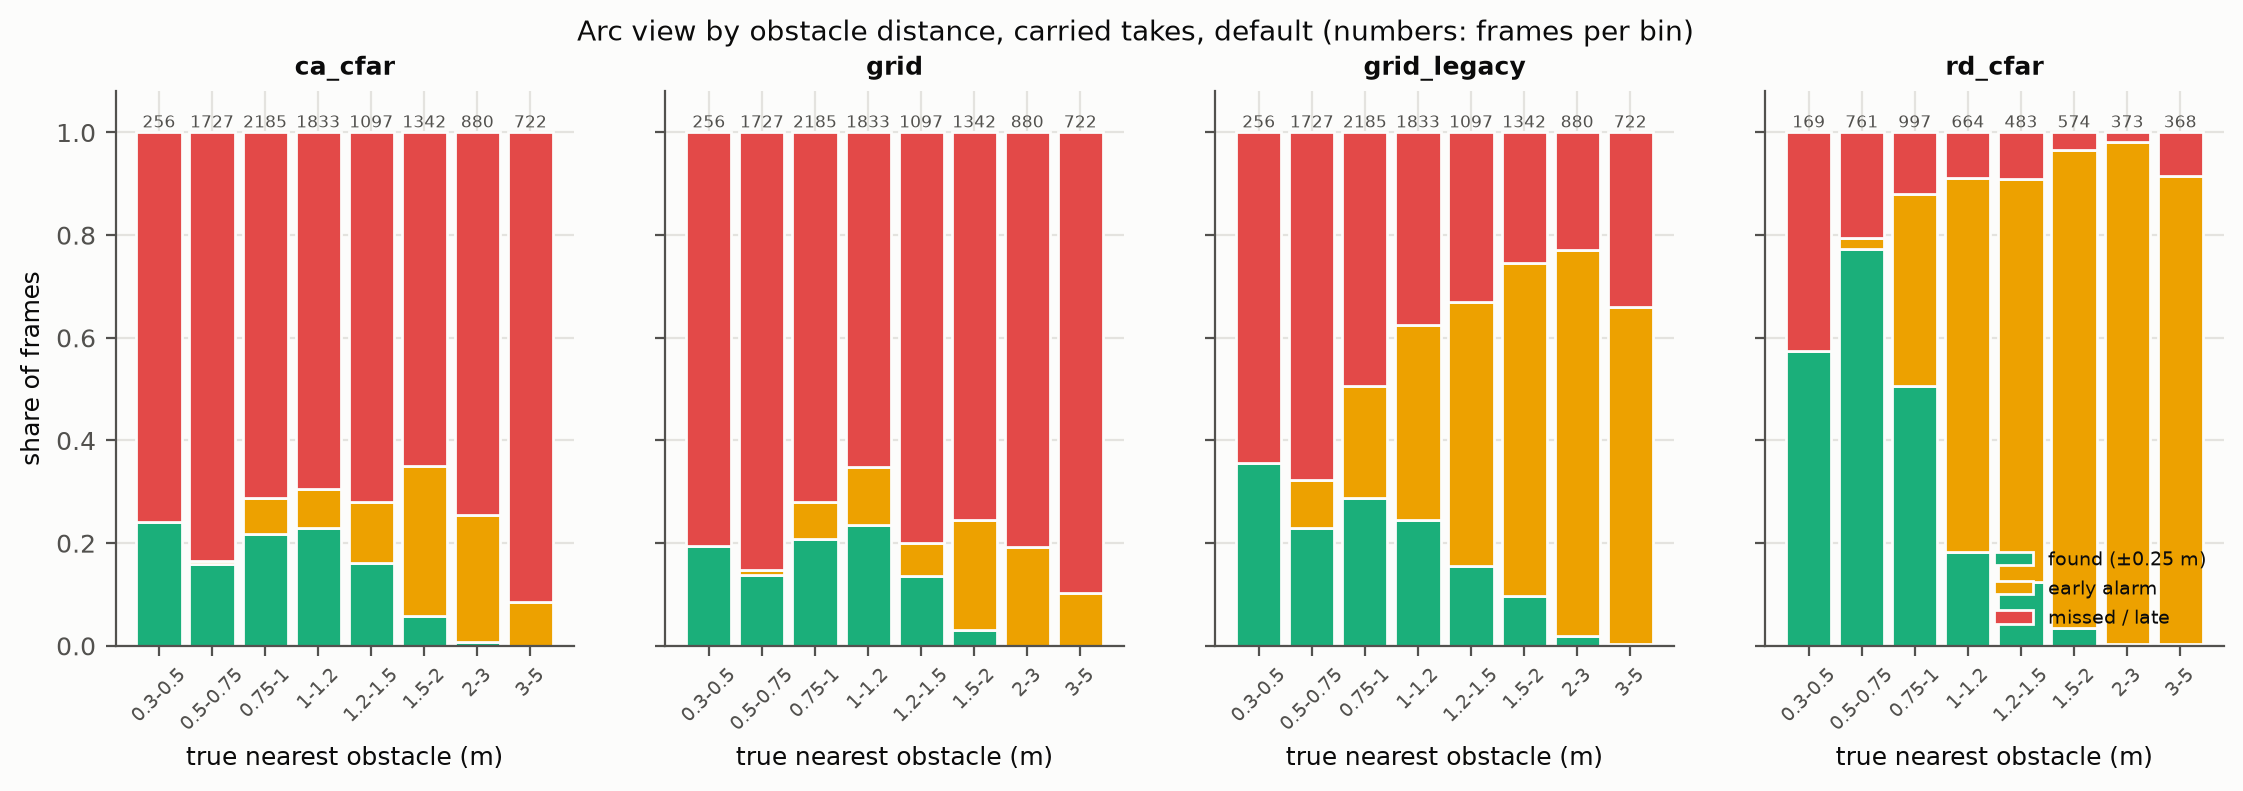 Arc view by obstacle distance, carried takes, default (numbers: frames per bin)
ca_cfar
grid
grid_legacy
rd_cfar
256 1727 2185 1833 1097 1342 880 722
256 1727 2185 1833 1097 1342 880 722
256 1727 2185 1833 1097 1342 880 722
169 761 997 664 483 574 373 368
share of frames
1.0
0.8
0.6
0.4
0.2
0.0
found (±0.25 m)
early alarm
missed / late
0.3-0.5 0.5-0.75 0.75-1 1-1.2 1.2-1.5 1.5-2 2-3 3-5
0.3-0.5 0.5-0.75 0.75-1 1-1.2 1.2-1.5 1.5-2 2-3 3-5
0.3-0.5 0.5-0.75 0.75-1 1-1.2 1.2-1.5 1.5-2 2-3 3-5
0.3-0.5 0.5-0.75 0.75-1 1-1.2 1.2-1.5 1.5-2 2-3 3-5
true nearest obstacle (m)
true nearest obstacle (m)
true nearest obstacle (m)
true nearest obstacle (m)